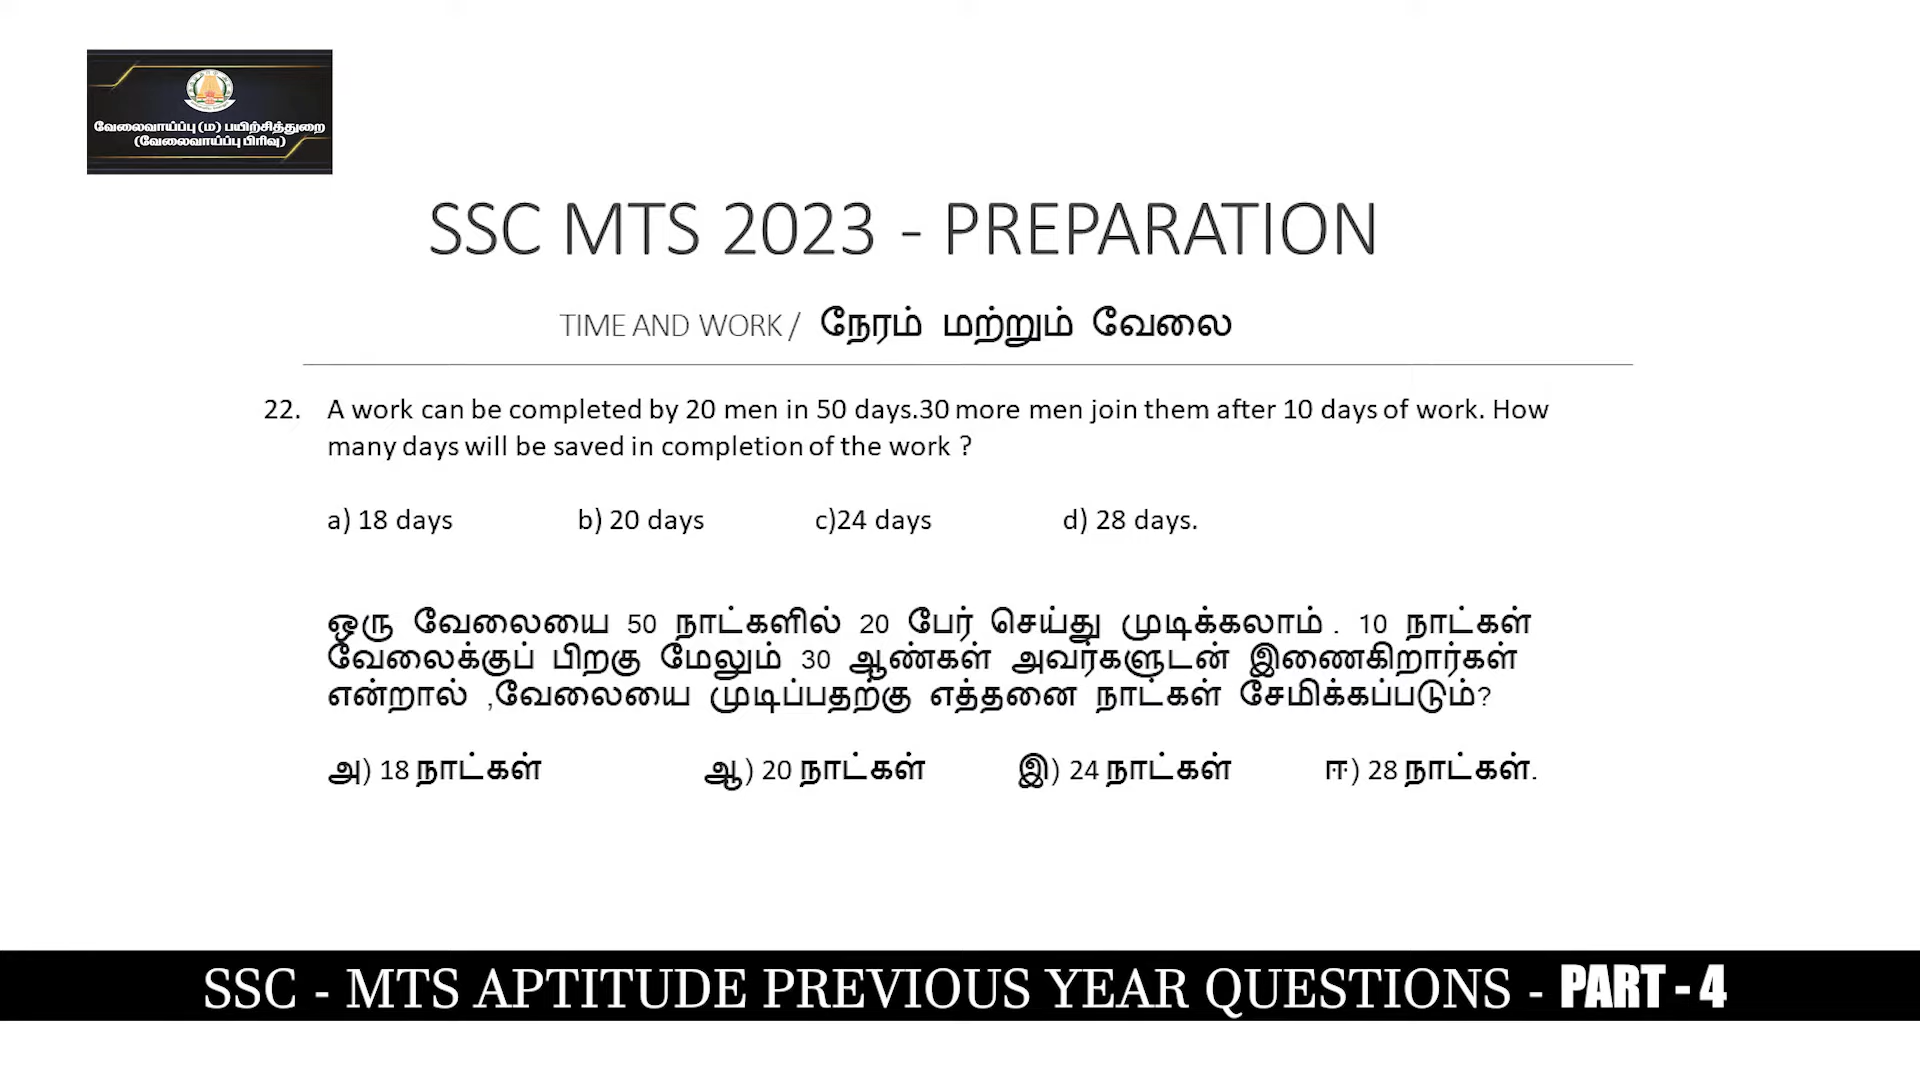 வேலைவாய்ப்பு (ம) பயிற்சித்துறை
(வேலைவாய்ப்பு பிரிவு)
SSC MTS 2023 - PREPARATION
TIME AND WORK / நேரம் மற்றும் வேலை
22. A work can be completed by 20 men in 50 days.30 more men join them after 10 days of work. How
many days will be saved in completion of the work ?
a) 18 days b) 20 days c)24 days d) 28 days.
ஒரு வேலையை 50 நாட்களில் 20 பேர் செய்து முடிக்கலாம் . 10 நாட்கள்
வேலைக்குப் பிறகு மேலும் 30 ஆண்கள் அவர்களுடன் இணைகிறார்கள்
என்றால் ,வேலையை முடிப்பதற்கு எத்தனை நாட்கள் சேமிக்கப்படும்?
அ) 18 நாட்கள் ஆ) 20 நாட்கள் இ) 24 நாட்கள் ஈ) 28 நாட்கள்.
SSC - MTS APTITUDE PREVIOUS YEAR QUESTIONS - PART - 4